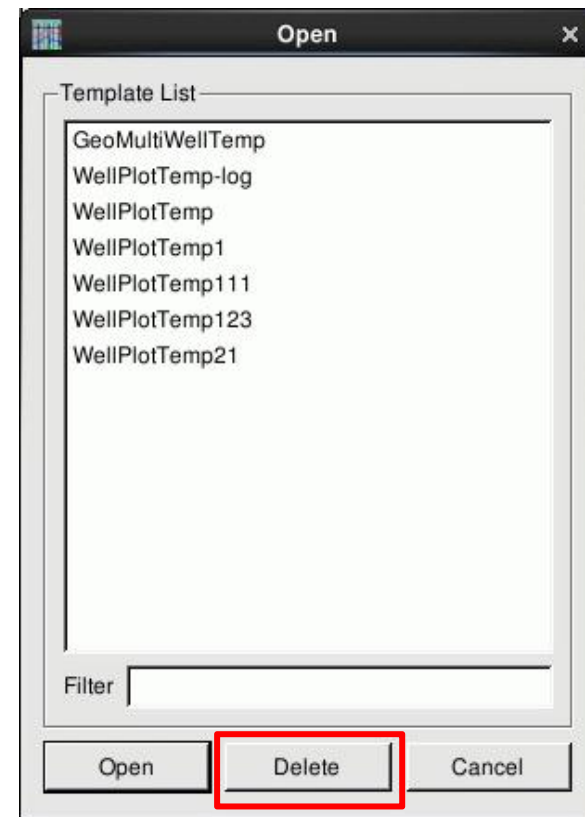 Open
Template List
GeoMultiWellTemp
WellPlotTemp-log
WellPlotTemp
WellPlotTemp1
WellPlotTemp111
WellPlotTemp123
WellPlotTemp21
Filter
Open Delete Cancel